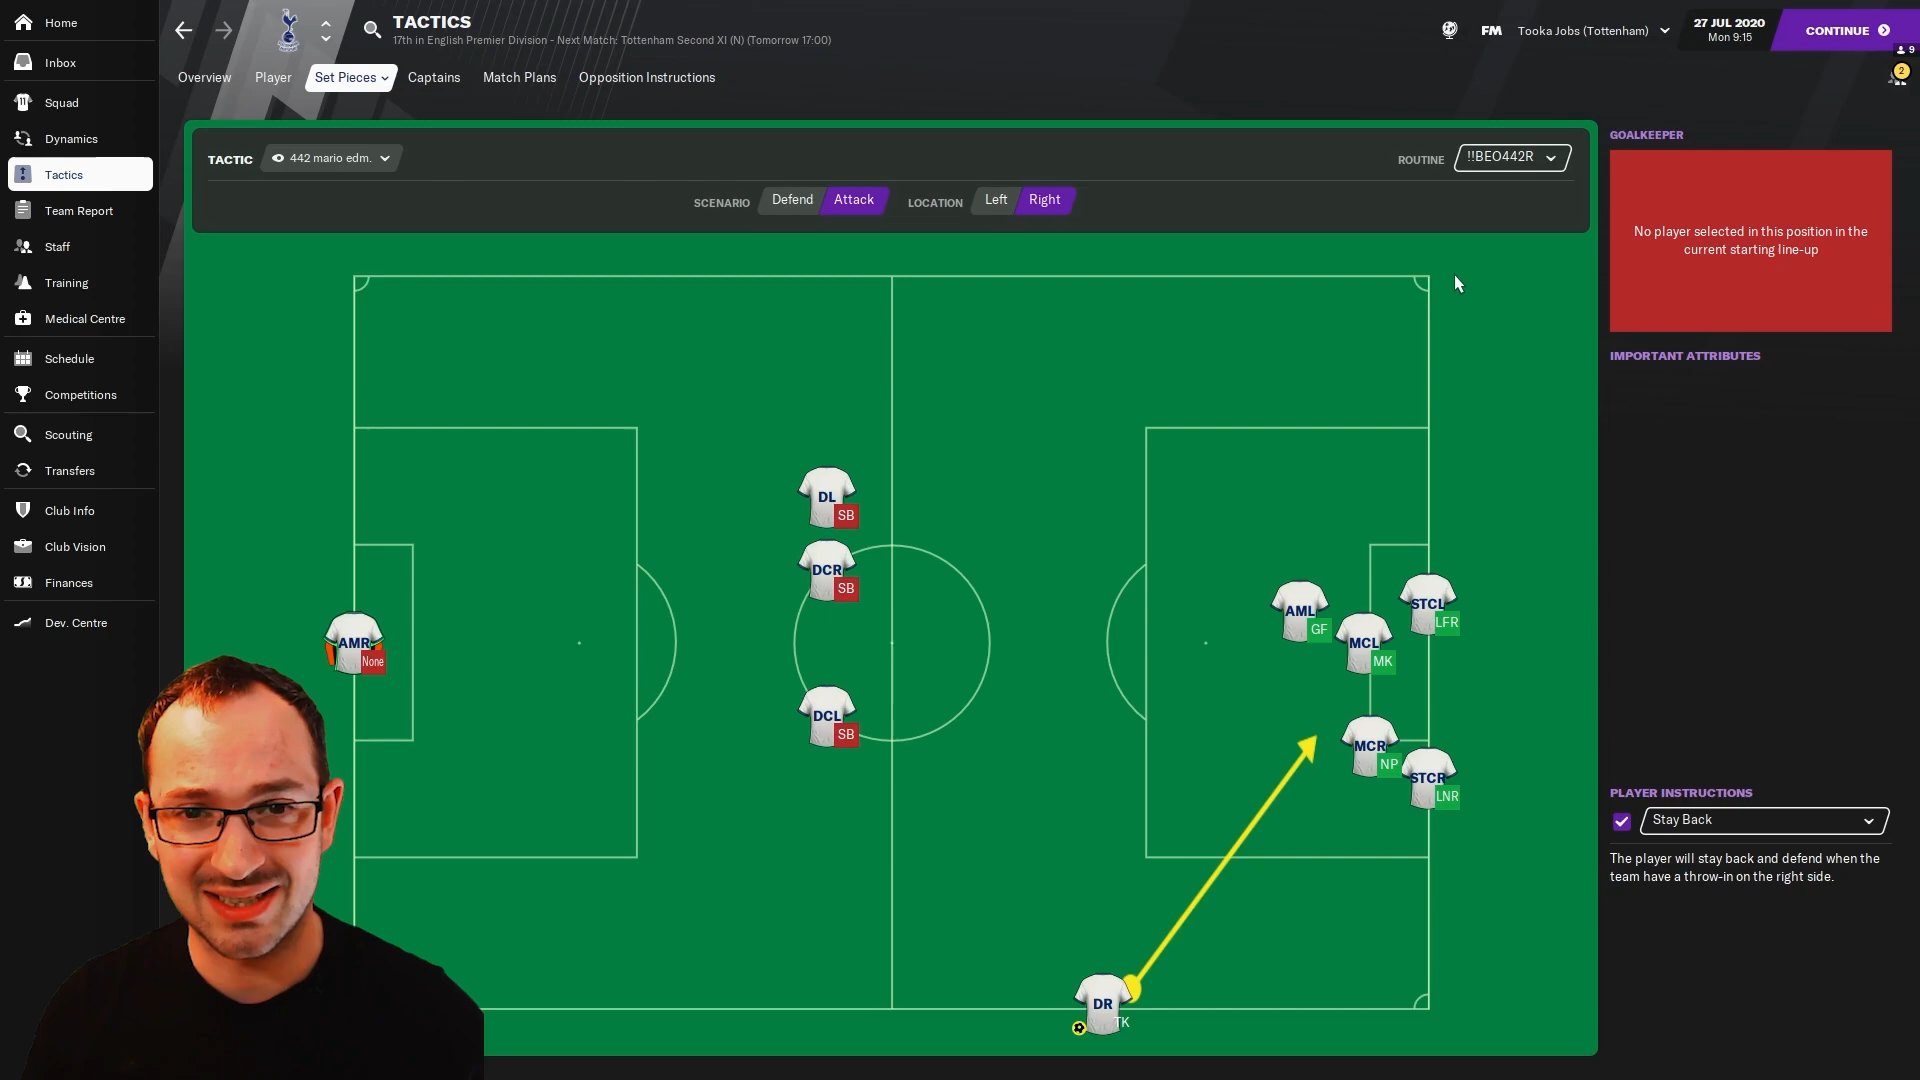 Home
Inbox
Squad
Dynamics
Tactics
Team Report
Staff
Training
Medical Centre
Schedule
Competitions
Scouting
Transfers
Club Info
Club Vision
Finances
Dev. Centre
TACTICS
17th in English Premier Division - Next Match: Tottenham Second XI (N) (Tomorrow 17:00)
FM
Tooka Jobs (Tottenham)
27 JUL 2020
Mon 9:15
CONTINUE
9
2
Overview
Player
Set Pieces
Captains
Match Plans
Opposition Instructions
TACTIC
442 mario edm.
ROUTINE
!!BEO442R
SCENARIO
Defend
Attack
LOCATION
Left
Right
DL
SB
DCR
SB
AMR
None
DCL
SB
AML
GF
MCL
MK
STCL
LFR
MCR
NP
STCR
LNR
DR
TK
GOALKEEPER
No player selected in this position in the
current starting line-up
IMPORTANT ATTRIBUTES
PLAYER INSTRUCTIONS
Stay Back
The player will stay back and defend when the
team have a throw-in on the right side.